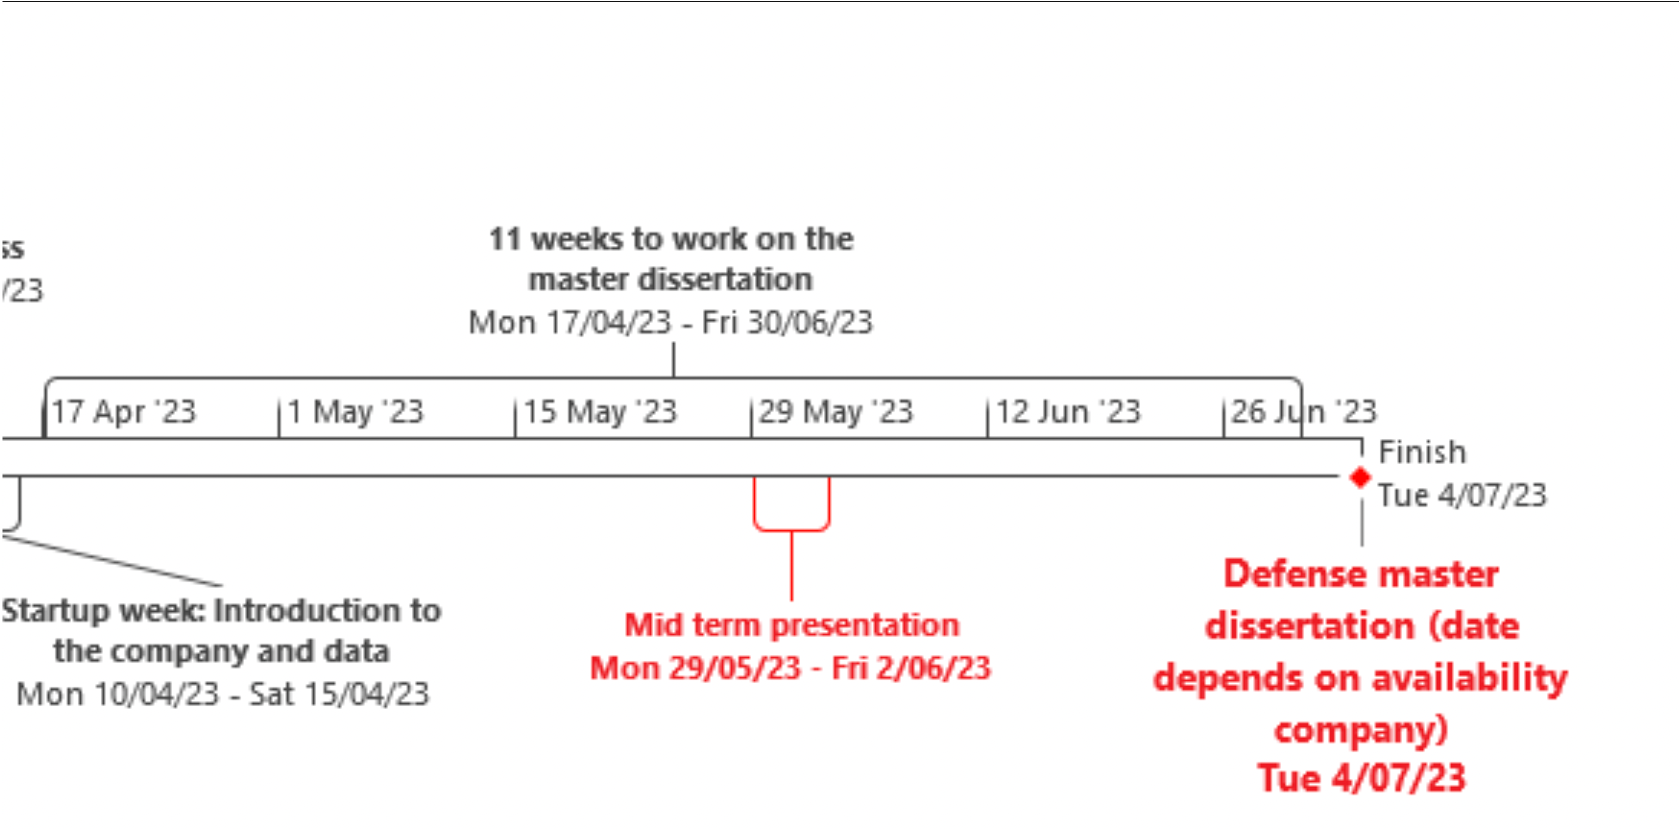 ss
/23
11 weeks to work on the
master dissertation
Mon 17/04/23 - Fri 30/06/23
17 Apr '23
1 May '23
15 May '23
29 May '23
12 Jun '23
26 Jun '23
Finish
Tue 4/07/23
Startup week: Introduction to
the company and data
Mon 10/04/23 - Sat 15/04/23
Mid term presentation
Mon 29/05/23 - Fri 2/06/23
Defense master
dissertation (date
depends on availability
company)
Tue 4/07/23